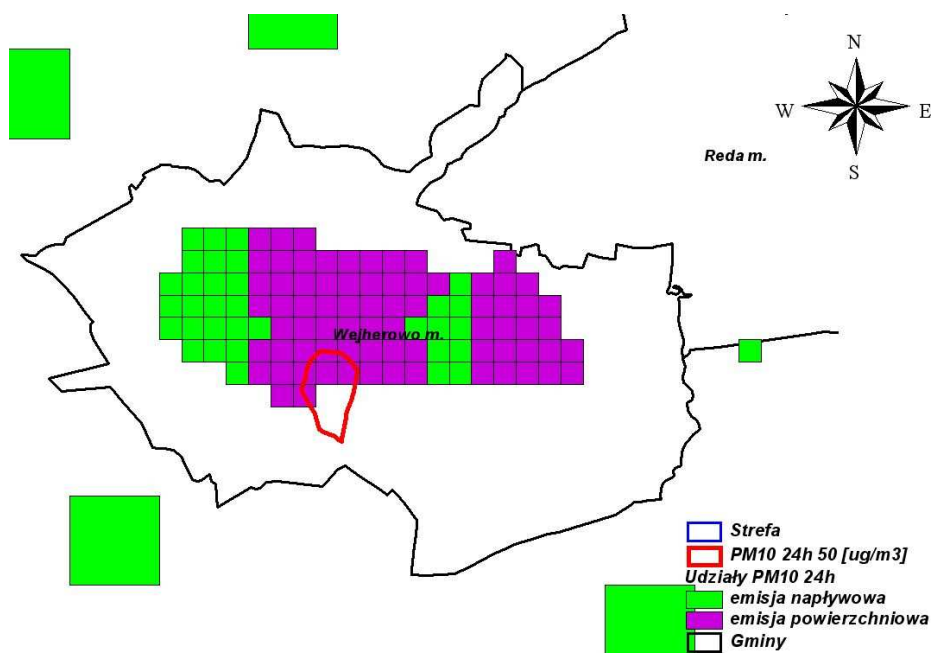 N
W E
S
Reda m.
Wejherowo m.
Strefa
PM10 24h 50 [ug/m3]
Udziały PM10 24h
emisja napływowa
emisja powierzchniowa
Gminy